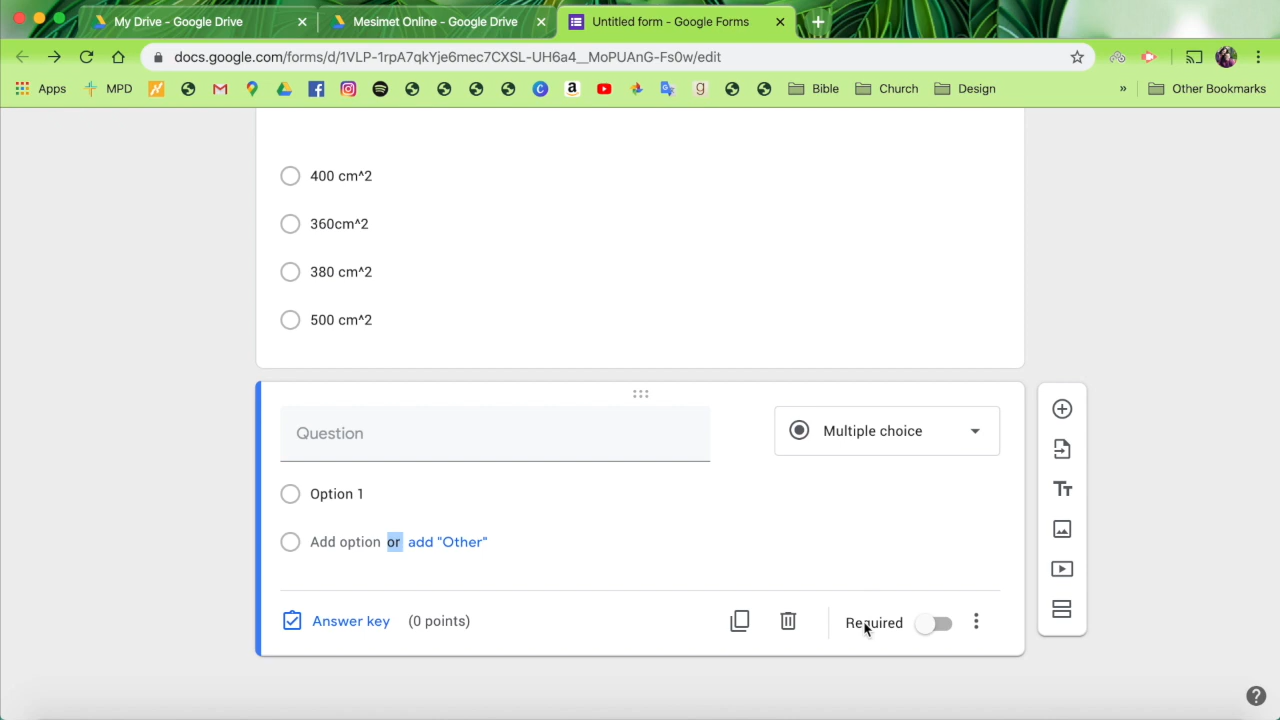 My Drive - Google Drive
Mesimet Online - Google Drive
Untitled form - Google Forms
docs.google.com/forms/d/1VLP-1rpA7qkYje6mec7CXSL-UH6a4__MoPUAnG-Fs0w/edit
Apps
MPD
Bible
Church
Design
»
Other Bookmarks
400 cm^2
360cm^2
380 cm^2
500 cm^2
Question
Multiple choice
Option 1
Add option or add "Other"
Answer key (0 points)
Required